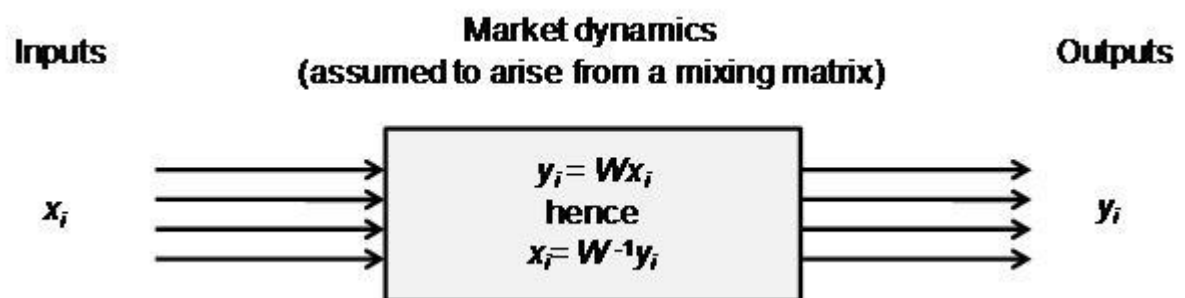 Inputs
Market dynamics
(assumed to arise from a mixing matrix)
Outputs
xᵢ
yᵢ = Wxᵢ
hence
xᵢ= W⁻¹yᵢ
yᵢ